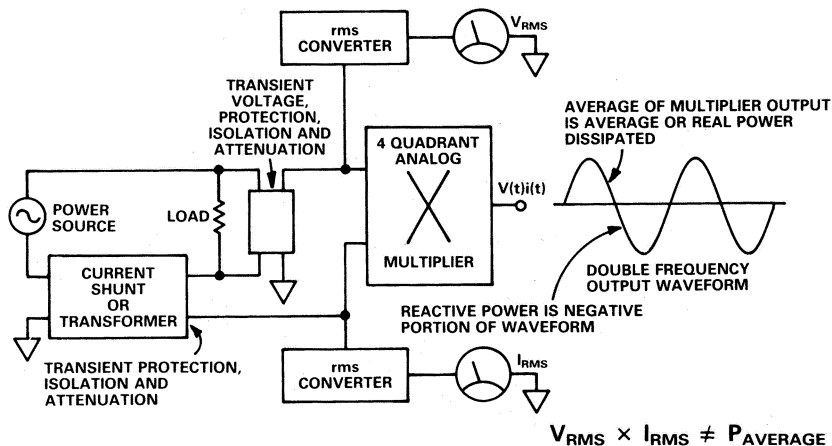 rms
CONVERTER
V_RMS
TRANSIENT
VOLTAGE,
PROTECTION,
ISOLATION AND
ATTENUATION
AVERAGE OF MULTIPLIER OUTPUT
IS AVERAGE OR REAL POWER
DISSIPATED
4 QUADRANT
ANALOG
MULTIPLIER
V(t)i(t)
POWER
SOURCE
LOAD
CURRENT
SHUNT
OR
TRANSFORMER
DOUBLE FREQUENCY
OUTPUT WAVEFORM
REACTIVE POWER IS NEGATIVE
PORTION OF WAVEFORM
TRANSIENT PROTECTION,
ISOLATION AND
ATTENUATION
rms
CONVERTER
I_RMS
V_RMS × I_RMS ≠ P_AVERAGE